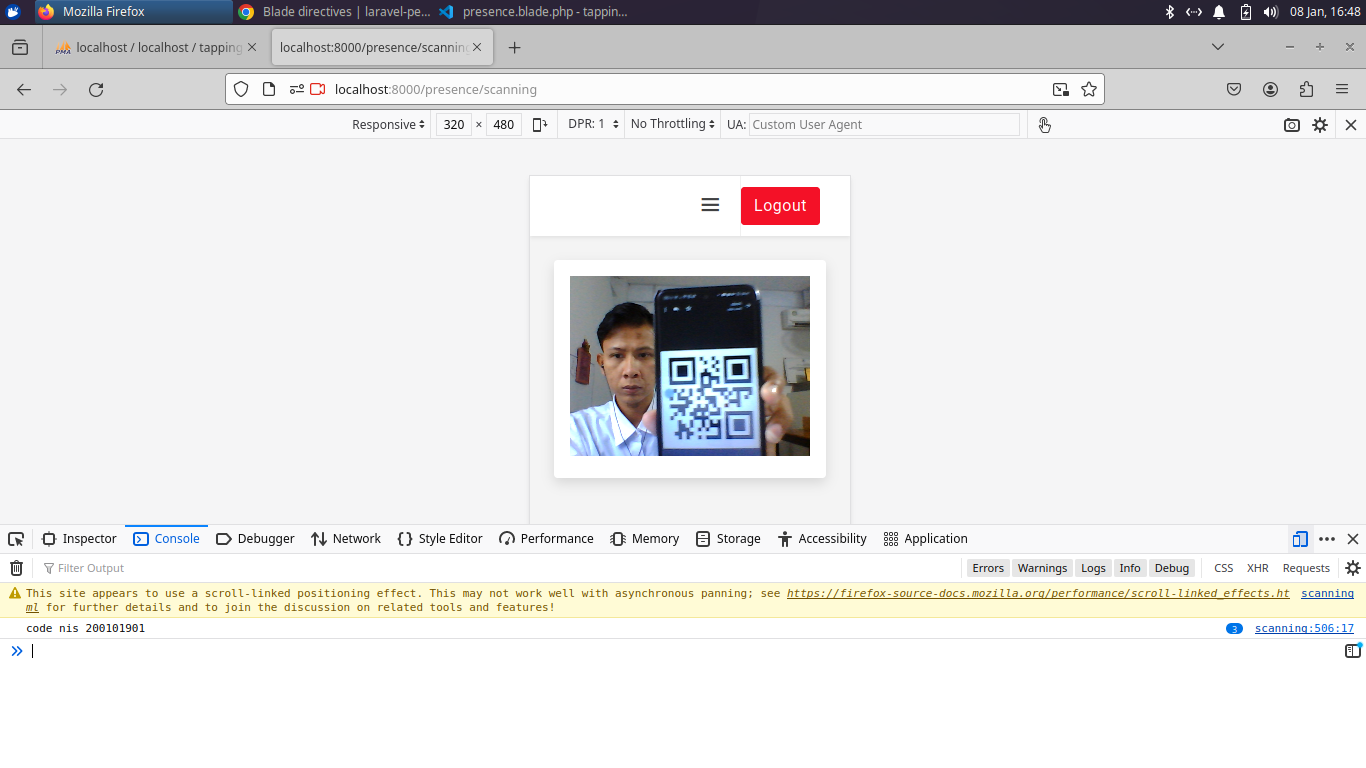 Mozilla Firefox
Blade directives | laravel-pe...
presence.blade.php - tappin...
08 Jan, 16:48
PMA
localhost / localhost / tapping
localhost:8000/presence/scanning
localhost:8000/presence/scanning
Responsive
320 × 480
DPR: 1
No Throttling
UA: Custom User Agent
Logout
Inspector
Console
Debugger
Network
Style Editor
Performance
Memory
Storage
Accessibility
Application
Filter Output
Errors
Warnings
Logs
Info
Debug
CSS
XHR
Requests
This site appears to use a scroll-linked positioning effect. This may not work well with asynchronous panning; see https://firefox-source-docs.mozilla.org/performance/scroll-linked_effects.ht scanning
ml for further details and to join the discussion on related tools and features!
code nis 200101901 3 scanning:506:17